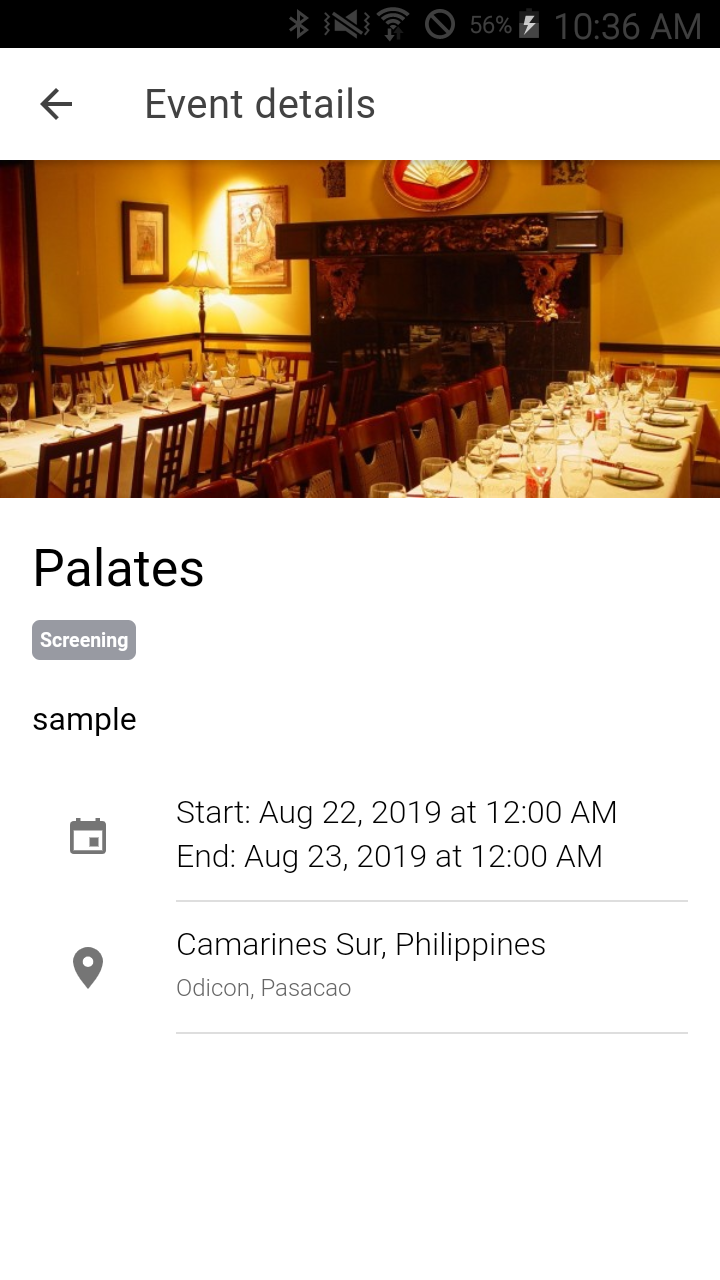 56% 10:36 AM
Event details
Palates
Screening
sample
Start: Aug 22, 2019 at 12:00 AM
End: Aug 23, 2019 at 12:00 AM
Camarines Sur, Philippines
Odicon, Pasacao